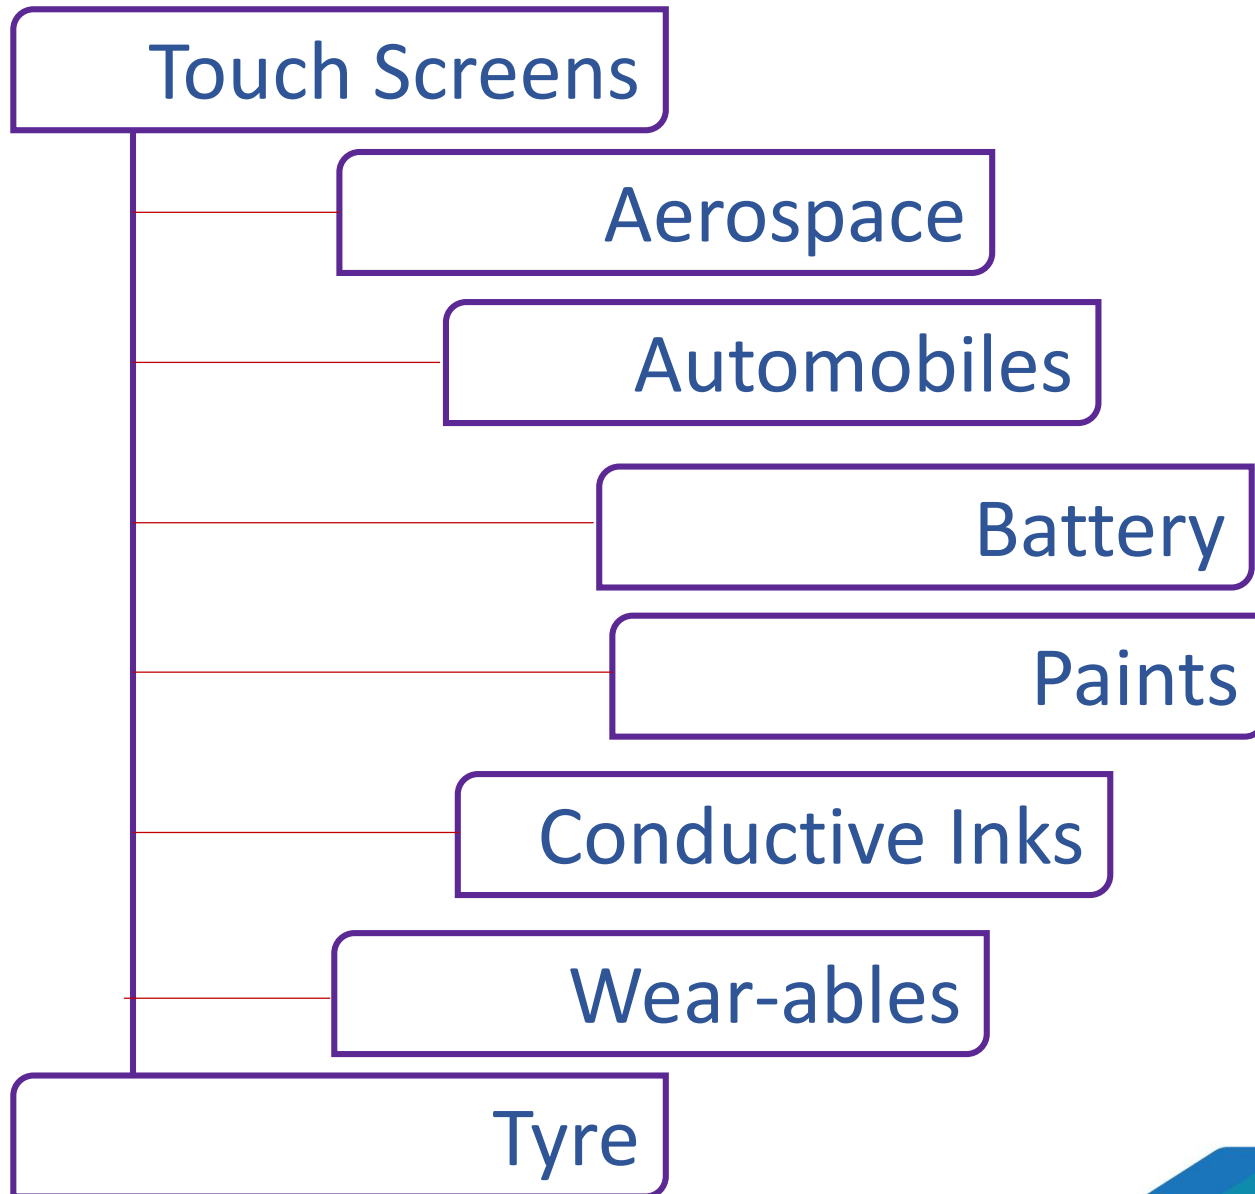 Touch Screens
Aerospace
Automobiles
Battery
Paints
Conductive Inks
Wear-ables
Tyre